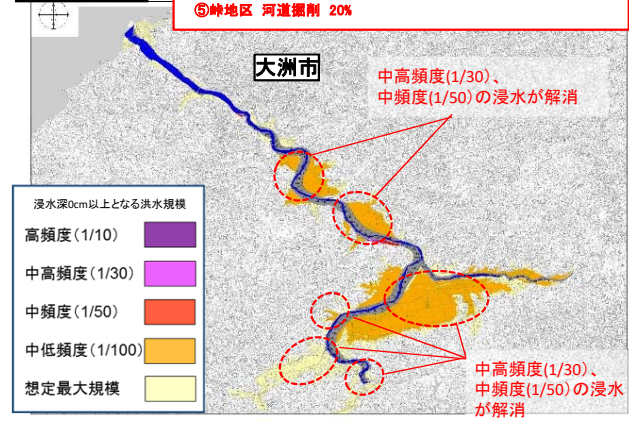 ⑤峠地区 河道掘削 20%
大洲市
中高頻度(1/30)、
中頻度(1/50)の浸水が解消
浸水深0cm以上となる洪水規模
高頻度(1/10)
中高頻度(1/30)
中頻度(1/50)
中低頻度(1/100)
想定最大規模
中高頻度(1/30)、
中頻度(1/50)の浸水
が解消